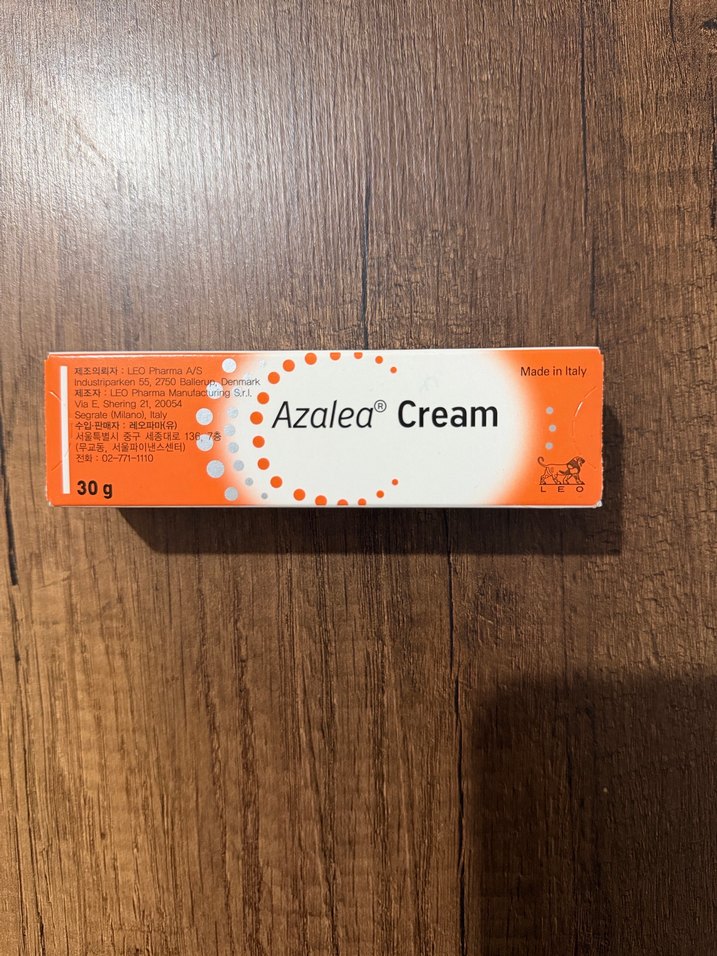 제조의뢰자 : LEO Pharma A/S
Industriparken 55, 2750 Ballerup, Denmark
제조자 : LEO Pharma Manufacturing S.r.l.
Via E, Shering 21, 20054
Segrate (Milano), Italy
수입·판매자 : 레오파마(유)
서울특별시 중구 세종대로 136, 7층
(무교동, 서울파이낸스센터)
전화 : 02-771-1110
30 g
Azalea® Cream
Made in Italy
LEO